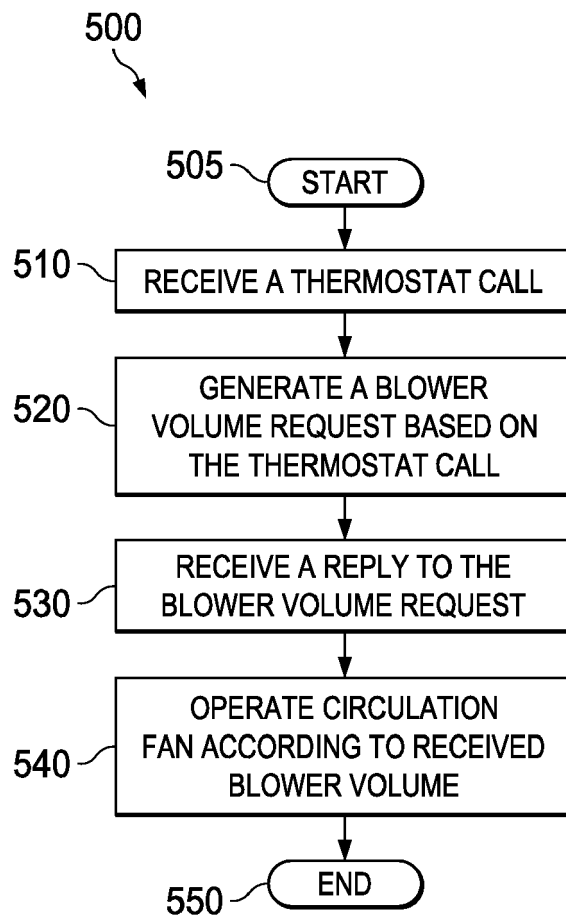 500
505
START
510
RECEIVE A THERMOSTAT CALL
520
GENERATE A BLOWER
VOLUME REQUEST BASED ON
THE THERMOSTAT CALL
530
RECEIVE A REPLY TO THE
BLOWER VOLUME REQUEST
540
OPERATE CIRCULATION
FAN ACCORDING TO RECEIVED
BLOWER VOLUME
550
END